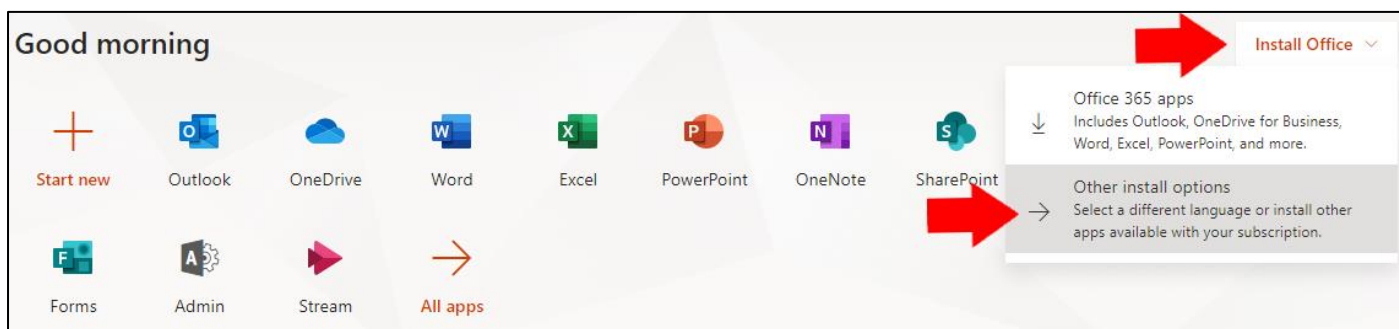 Good morning
Install Office
Office 365 apps
Includes Outlook, OneDrive for Business,
Word, Excel, PowerPoint, and more.
Other install options
Select a different language or install other
apps available with your subscription.
O
W
X
P
N
S
Start new
Outlook
OneDrive
Word
Excel
PowerPoint
OneNote
SharePoint
F
A
Forms
Admin
Stream
All apps